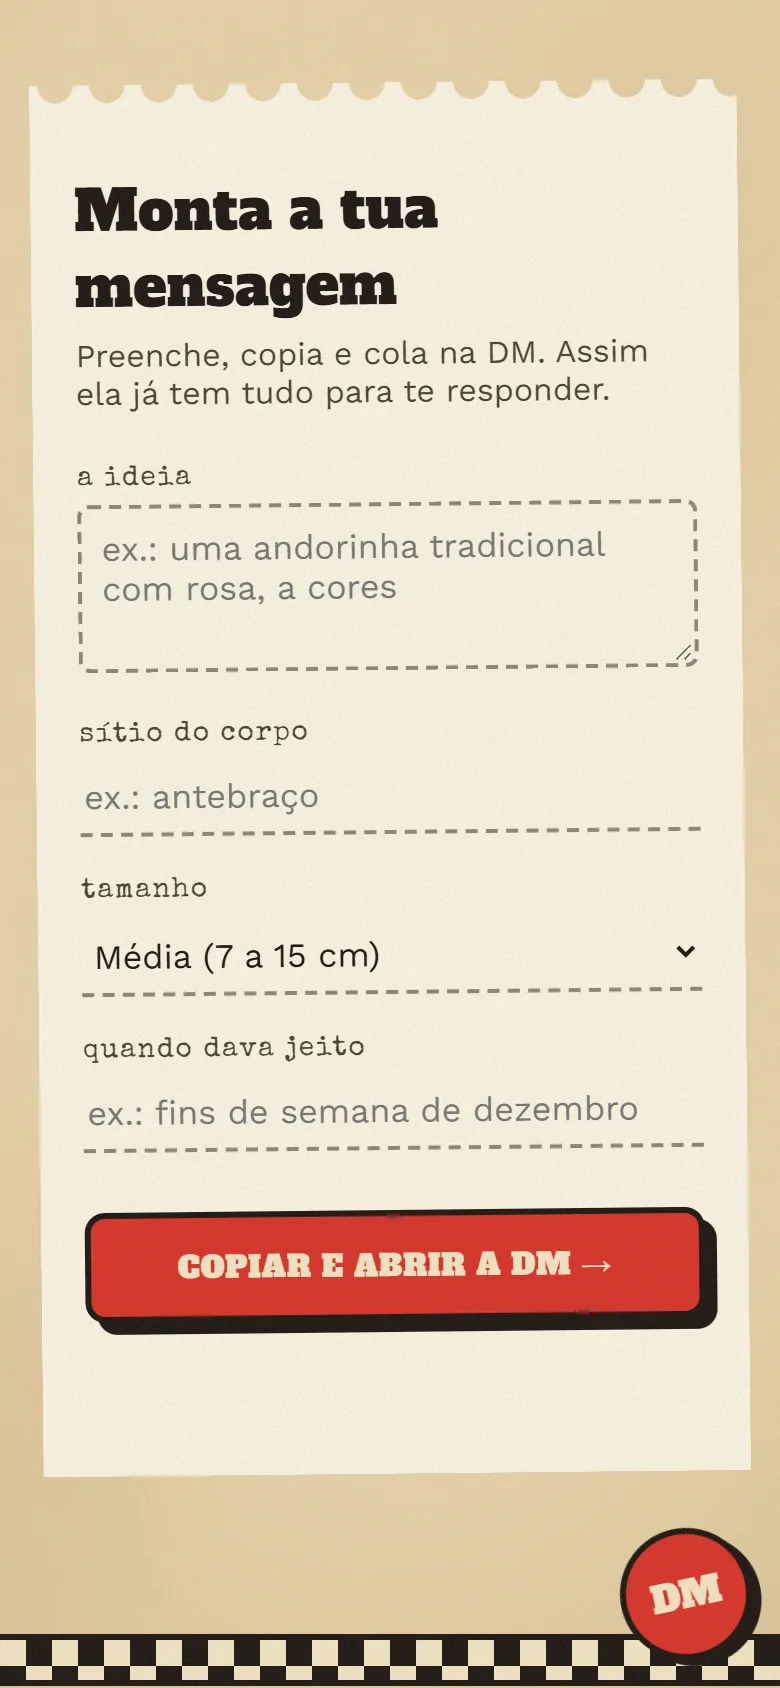 Monta a tua
mensagem
Preenche, copia e cola na DM. Assim
ela já tem tudo para te responder.
a ideia
ex.: uma andorinha tradicional
com rosa, a cores
sítio do corpo
ex.: antebraço
tamanho
Média (7 a 15 cm)
quando dava jeito
ex.: fins de semana de dezembro
COPIAR E ABRIR A DM →
DM